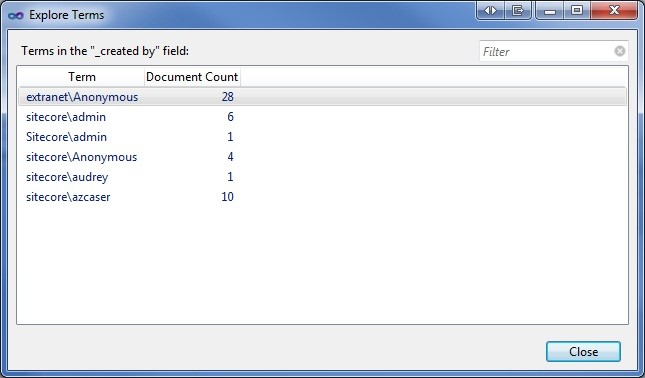 Explore Terms
Terms in the "_created by" field:
Filter
Term Document Count
extranet\Anonymous 28
sitecore\admin 6
Sitecore\admin 1
sitecore\Anonymous 4
sitecore\audrey 1
sitecore\azcaser 10
Close